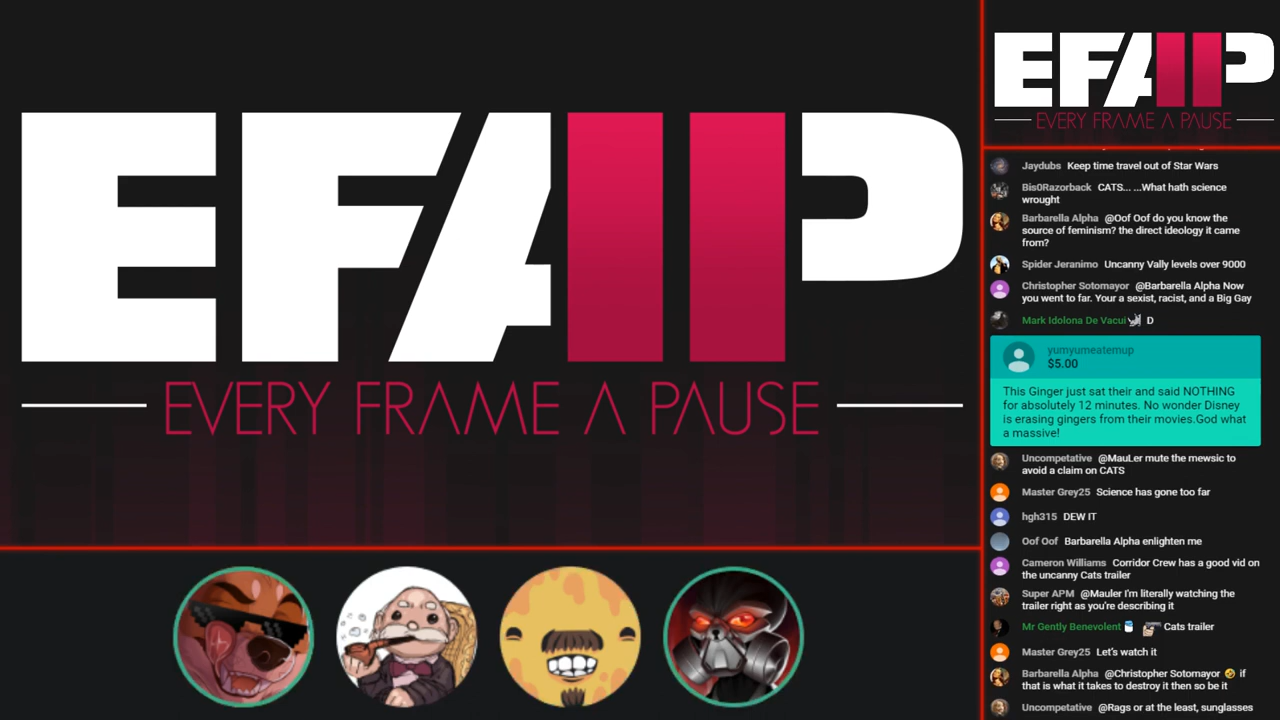 EFAP
EVERY FRAME A PAUSE
EFAP
EVERY FRAME A PAUSE
Jaydubs Keep time travel out of Star Wars
Bis0Razorback CATS... ...What hath science
wrought
Barbarella Alpha @Oof Oof do you know the
source of feminism? the direct ideology it came
from?
Spider Jeranimo Uncanny Vally levels over 9000
Christopher Sotomayor @Barbarella Alpha Now
you went to far. Your a sexist, racist, and a Big Gay
Mark Idolona De Vacui D
yumyumeatemup
$5.00
This Ginger just sat their and said NOTHING
for absolutely 12 minutes. No wonder Disney
is erasing gingers from their movies.God what
a massive!
Uncompetative @MauLer mute the mewsic to
avoid a claim on CATS
Master Grey25 Science has gone too far
hgh315 DEW IT
Oof Oof Barbarella Alpha enlighten me
Cameron Williams Corridor Crew has a good vid on
the uncanny Cats trailer
Super APM @Mauler I'm literally watching the
trailer right as you're describing it
Mr Gently Benevolent Cats trailer
Master Grey25 Let's watch it
Barbarella Alpha @Christopher Sotomayor 🤣 if
that is what it takes to destroy it then so be it
Uncompetative @Rags or at the least, sunglasses